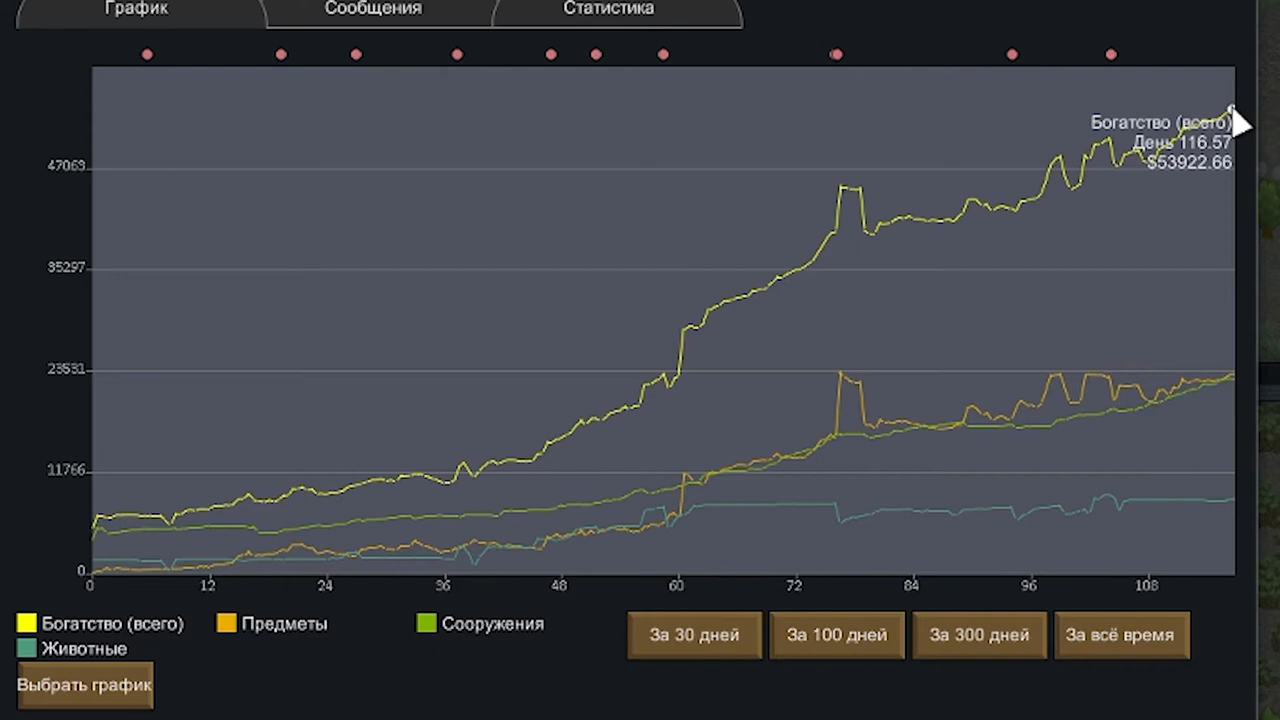 График Сообщения Статистика
Богатство (всего)
День 116.57
$53922.66
47063
35297
23531
11766
0
0 12 24 36 48 60 72 84 96 108
Богатство (всего) Предметы Сооружения
Животные
За 30 дней За 100 дней За 300 дней За всё время
Выбрать график